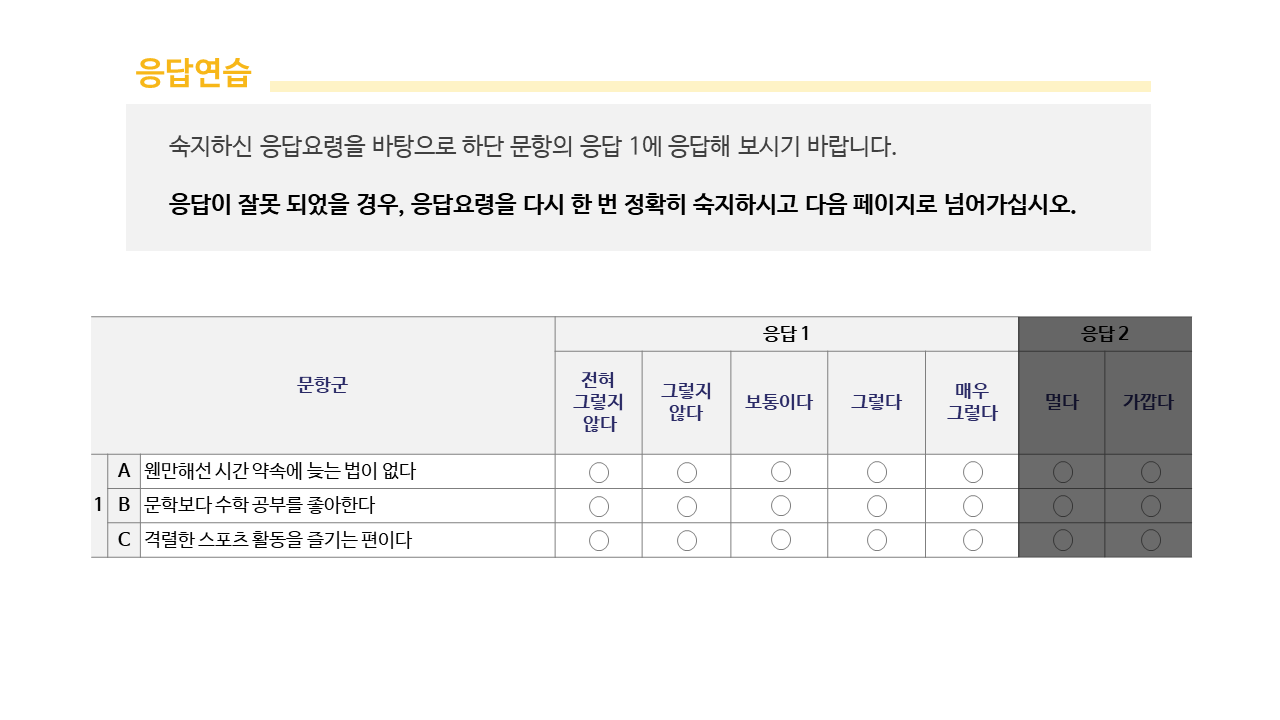 응답연습
숙지하신 응답요령을 바탕으로 하단 문항의 응답 1에 응답해 보시기 바랍니다.
응답이 잘못 되었을 경우, 응답요령을 다시 한 번 정확히 숙지하시고 다음 페이지로 넘어가십시오.
문항군
응답 1
응답 2
전혀
그렇지
않다
그렇지
않다
보통이다
그렇다
매우
그렇다
멀다
가깝다
1
A 웬만해선 시간 약속에 늦는 법이 없다
B 문학보다 수학 공부를 좋아한다
C 격렬한 스포츠 활동을 즐기는 편이다